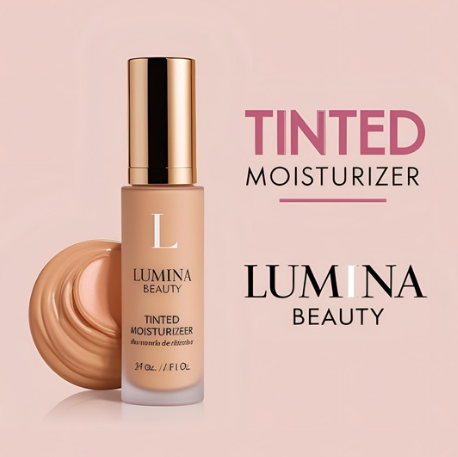 L
LUMINA
BEAUTY
TINTED
MOISTURIZEER
TINTED
MOISTURIZER
LUMINA
BEAUTY